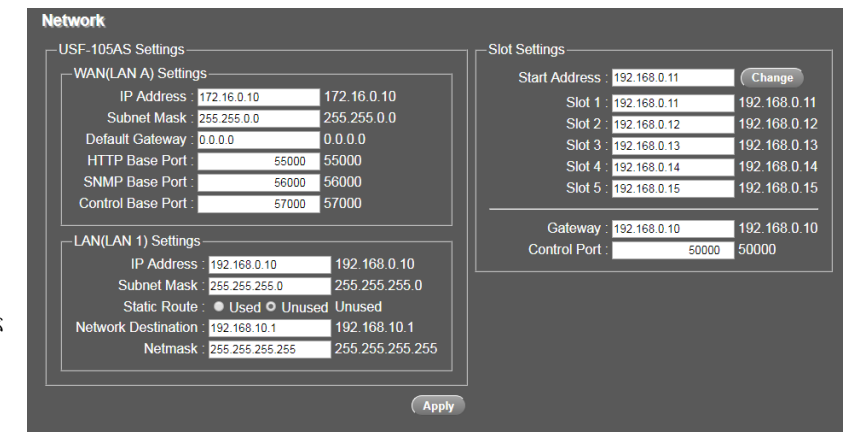 Network
USF-105AS Settings
WAN(LAN A) Settings
IP Address : 172.16.0.10 172.16.0.10
Subnet Mask : 255.255.0.0 255.255.0.0
Default Gateway : 0.0.0.0 0.0.0.0
HTTP Base Port : 55000 55000
SNMP Base Port : 56000 56000
Control Base Port : 57000 57000
LAN(LAN 1) Settings
IP Address : 192.168.0.10 192.168.0.10
Subnet Mask : 255.255.255.0 255.255.255.0
Static Route : Used Unused Unused
Network Destination : 192.168.10.1 192.168.10.1
Netmask : 255.255.255.255 255.255.255.255
Slot Settings
Start Address : 192.168.0.11 Change
Slot 1 : 192.168.0.11 192.168.0.11
Slot 2 : 192.168.0.12 192.168.0.12
Slot 3 : 192.168.0.13 192.168.0.13
Slot 4 : 192.168.0.14 192.168.0.14
Slot 5 : 192.168.0.15 192.168.0.15
Gateway : 192.168.0.10 192.168.0.10
Control Port : 50000 50000
Apply